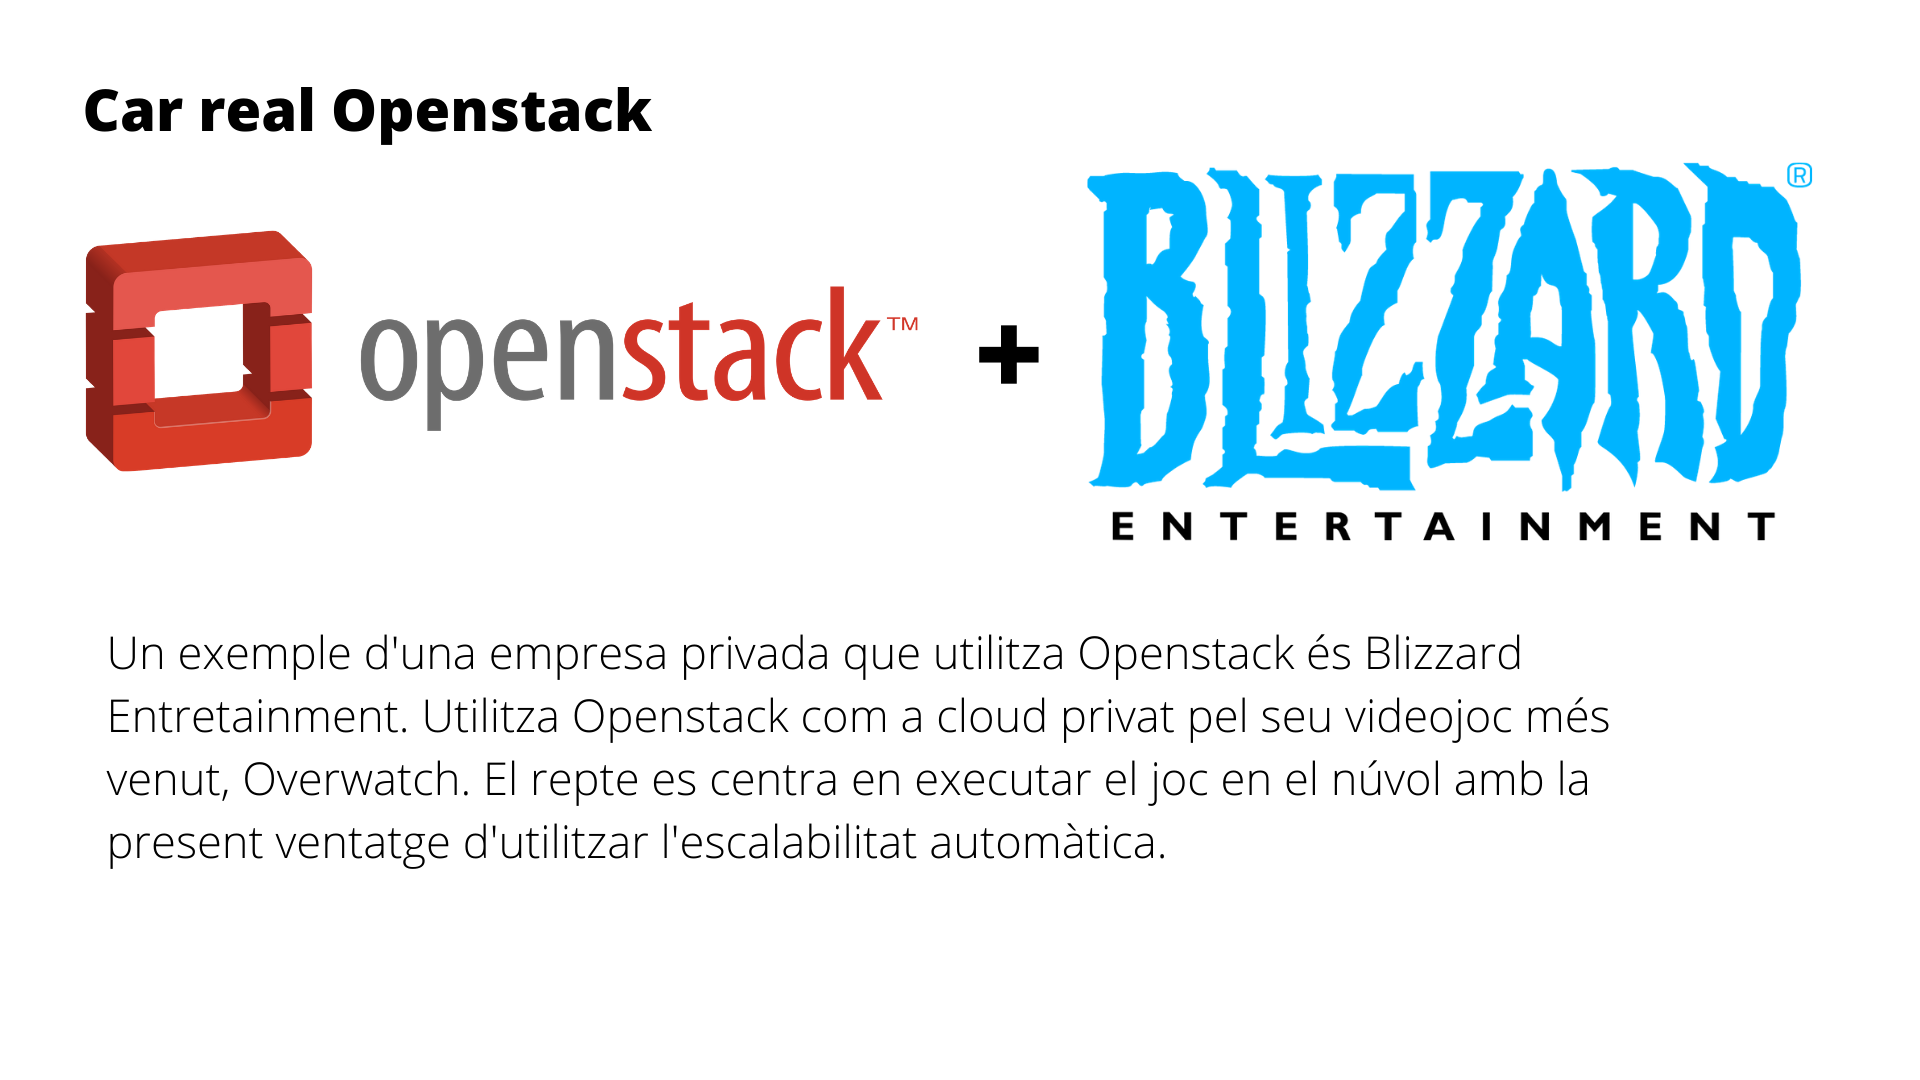 Car real Openstack
openstack™
+
BLIZZARD®
ENTERTAINMENT
Un exemple d'una empresa privada que utilitza Openstack és Blizzard
Entretainment. Utilitza Openstack com a cloud privat pel seu videojoc més
venut, Overwatch. El repte es centra en executar el joc en el núvol amb la
present ventatge d'utilitzar l'escalabilitat automàtica.